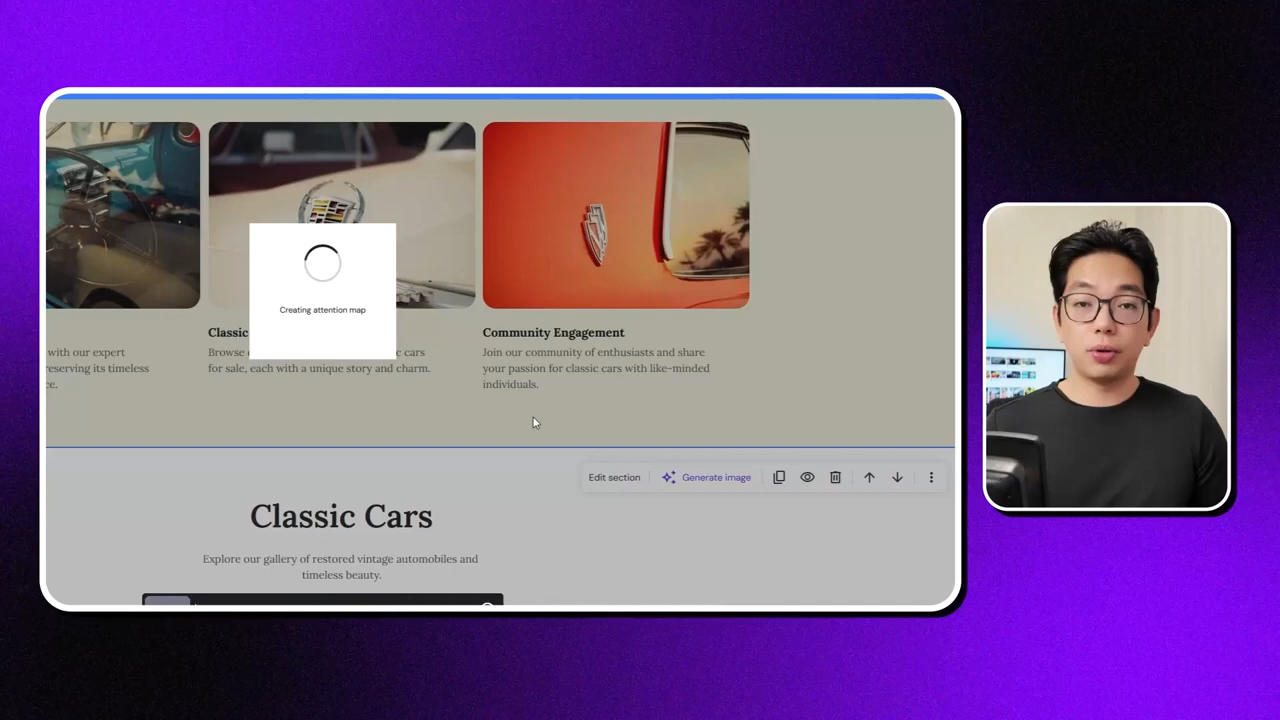 Creating attention map
with our expert
reserving its timeless
ce.
Classic
Browse
c cars
for sale, each with a unique story and charm.
Community Engagement
Join our community of enthusiasts and share
your passion for classic cars with like-minded
individuals.
Edit section
Generate image
Classic Cars
Explore our gallery of restored vintage automobiles and
timeless beauty.